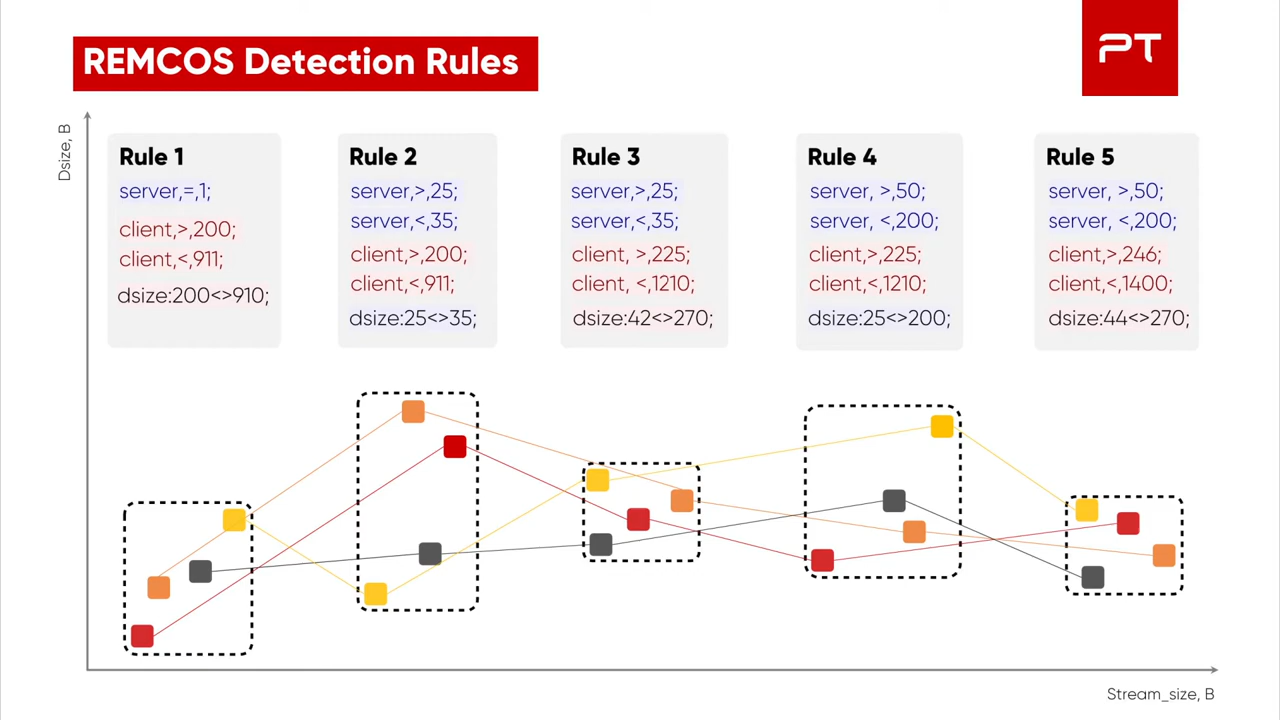 REMCOS Detection Rules
PT
Dsize, B
Rule 1
server,=,1;
client,>,200;
client,<,911;
dsize:200<>910;
Rule 2
server,>,25;
server,<,35;
client,>,200;
client,<,911;
dsize:25<>35;
Rule 3
server,>,25;
server,<,35;
client, >,225;
client, <,1210;
dsize:42<>270;
Rule 4
server, >,50;
server, <,200;
client,>,225;
client,<,1210;
dsize:25<>200;
Rule 5
server, >,50;
server, <,200;
client,>,246;
client,<,1400;
dsize:44<>270;
Stream_size, B